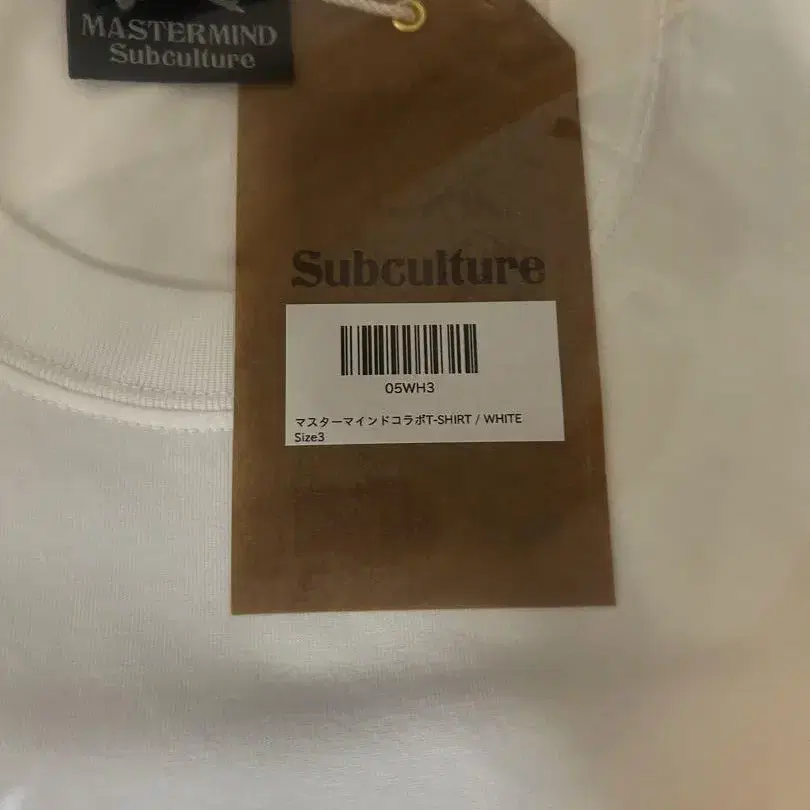 MASTERMIND
Subculture
Subculture
05WH3
マスターマインドコラボT-SHIRT / WHITE
Size3